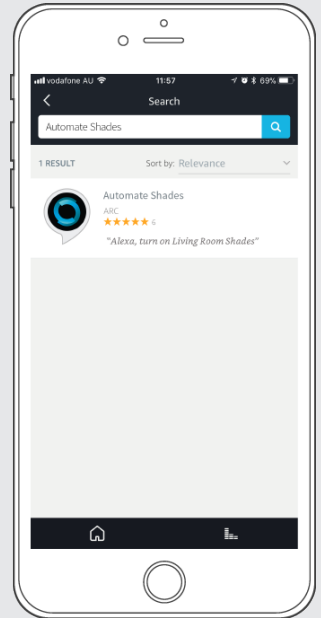 vodafone AU 11:57 69%
Search
Automate Shades
1 RESULT Sort by: Relevance
Automate Shades
ARC
6
"Alexa, turn on Living Room Shades"